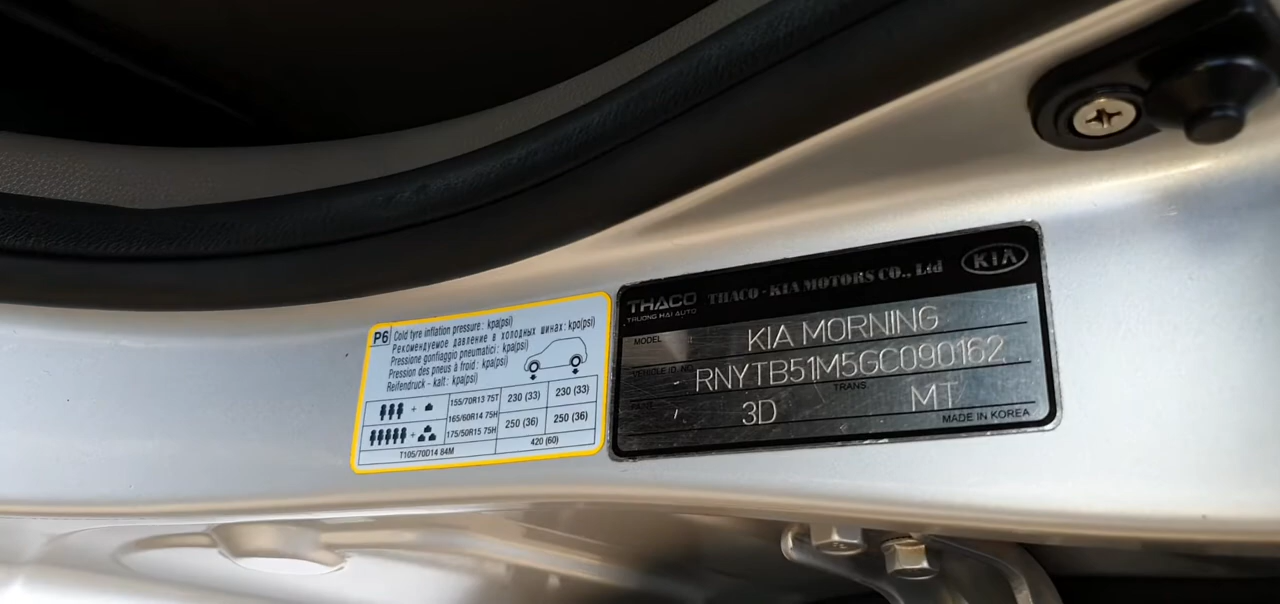 P6
Cold tyre inflation pressure: kpa(psi)
Рекомендуемое давление в холодных шинах: kpo(psi)
Pressione gonfiaggio pneumatici: kpa(psi)
Pression des pneus à froid: kpa(psi)
Reifendruck - kalt: kpa(psi)
+ 155/70R13 75T 230 (33) 230 (33)
165/60R14 75H
+ 175/50R15 75H 250 (36) 250 (36)
T105/70D14 84M 420 (60)
THACO THACO - KIA MOTORS CO., Ltd KIA
TRUONG HAI AUTO
MODEL KIA MORNIING
VEHICLE ID. NO. RNYTB51M5GC090162
3D TRANS. MT
MADE IN KOREA